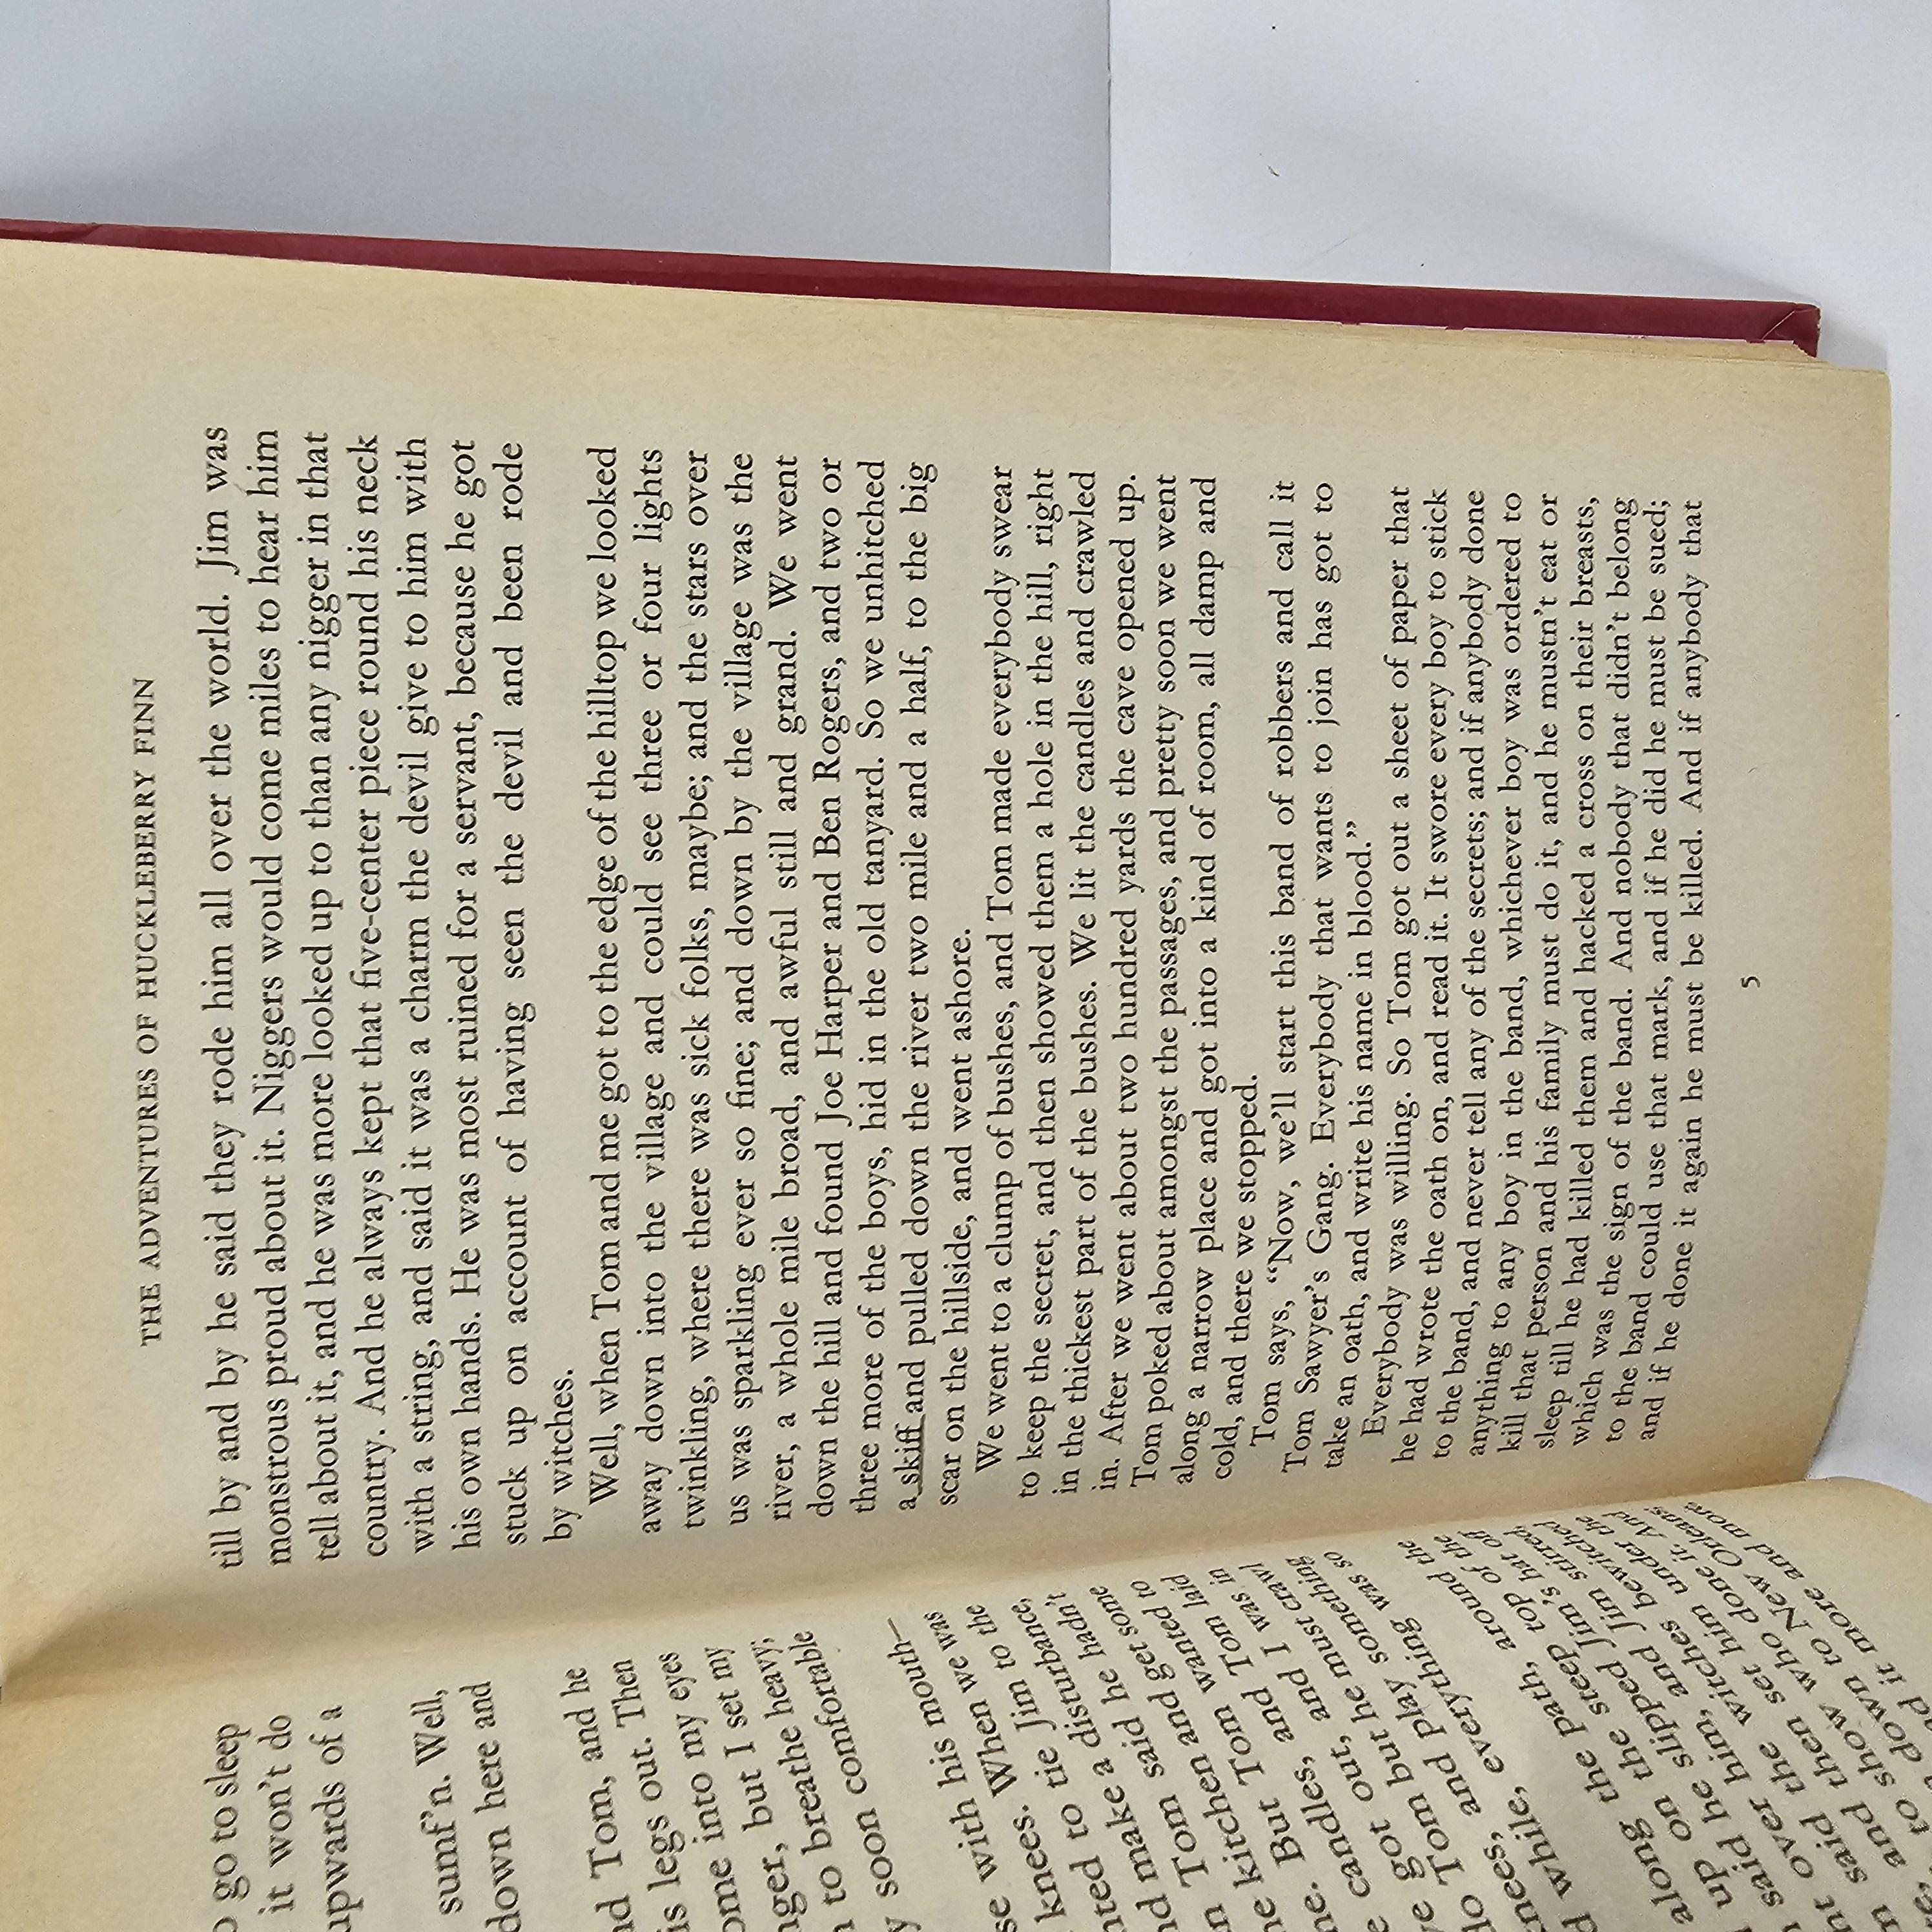 go to sleep
it won't do
upwards of a
sumf'n. Well,
down here and
Tom, and he
legs out. Then
into my eyes
but I set my
to breathe heavy;
soon comfortable
with his mouth—
knees. When we was
to tie Jim to the
make a disturbance,
Tom said he hadn't
kitchen and get some
But Tom wanted to
candles, and Tom laid
got out, and I was in
Tom but he must crawl
and play something
while, everything was so
along the path, around the
up on the steep top of the
said he slipped Jim's hat off
over him, and Jim stirred,
said the witches bewitched
and then set him under the
to show who done it. And
down to New Orleans;
it more and more
THE ADVENTURES OF HUCKLEBERRY FINN
till by and by he said they rode him all over the world. Jim was
monstrous proud about it. Niggers would come miles to hear him
tell about it, and he was more looked up to than any nigger in that
country. And he always kept that five-center piece round his neck
with a string, and said it was a charm the devil give to him with
his own hands. He was most ruined for a servant, because he got
stuck up on account of having seen the devil and been rode
by witches.
Well, when Tom and me got to the edge of the hilltop we looked
away down into the village and could see three or four lights
twinkling, where there was sick folks, maybe; and the stars over
us was sparkling ever so fine; and down by the village was the
river, a whole mile broad, and awful still and grand. We went
down the hill and found Joe Harper and Ben Rogers, and two or
three more of the boys, hid in the old tanyard. So we unhitched
a skiff and pulled down the river two mile and a half, to the big
scar on the hillside, and went ashore.
We went to a clump of bushes, and Tom made everybody swear
to keep the secret, and then showed them a hole in the hill, right
in the thickest part of the bushes. We lit the candles and crawled
in. After we went about two hundred yards the cave opened up.
Tom poked about amongst the passages, and pretty soon we went
along a narrow place and got into a kind of room, all damp and
cold, and there we stopped.
Tom says, “Now, we'll start this band of robbers and call it
Tom Sawyer's Gang. Everybody that wants to join has got to
take an oath, and write his name in blood.”
Everybody was willing. So Tom got out a sheet of paper that
he had wrote the oath on, and read it. It swore every boy to stick
to the band, and never tell any of the secrets; and if anybody done
anything to any boy in the band, whichever boy was ordered to
kill that person and his family must do it, and he mustn't eat or
sleep till he had killed them and hacked a cross on their breasts,
which was the sign of the band. And nobody that didn't belong
to the band could use that mark, and if he did he must be sued;
and if he done it again he must be killed. And if anybody that
5